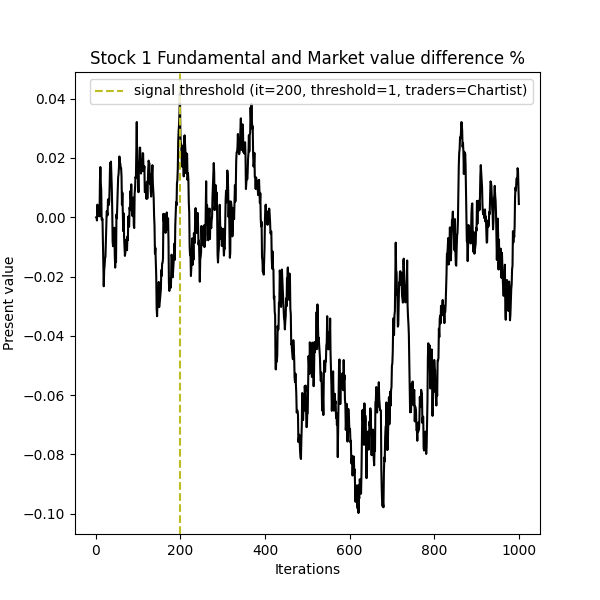 Stock 1 Fundamental and Market value difference %
signal threshold (it=200, threshold=1, traders=Chartist)
0.04
0.02
0.00
−0.02
−0.04
−0.06
−0.08
−0.10
Present value
0 200 400 600 800 1000
Iterations